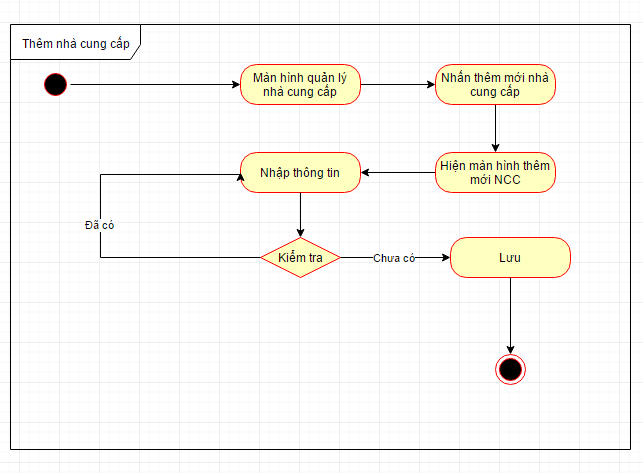 Thêm nhà cung cấp
Màn hình quản lý
nhà cung cấp
Nhấn thêm mới nhà
cung cấp
Hiện màn hình thêm
mới NCC
Nhập thông tin
Đã có
Kiểm tra
Chưa có
Lưu